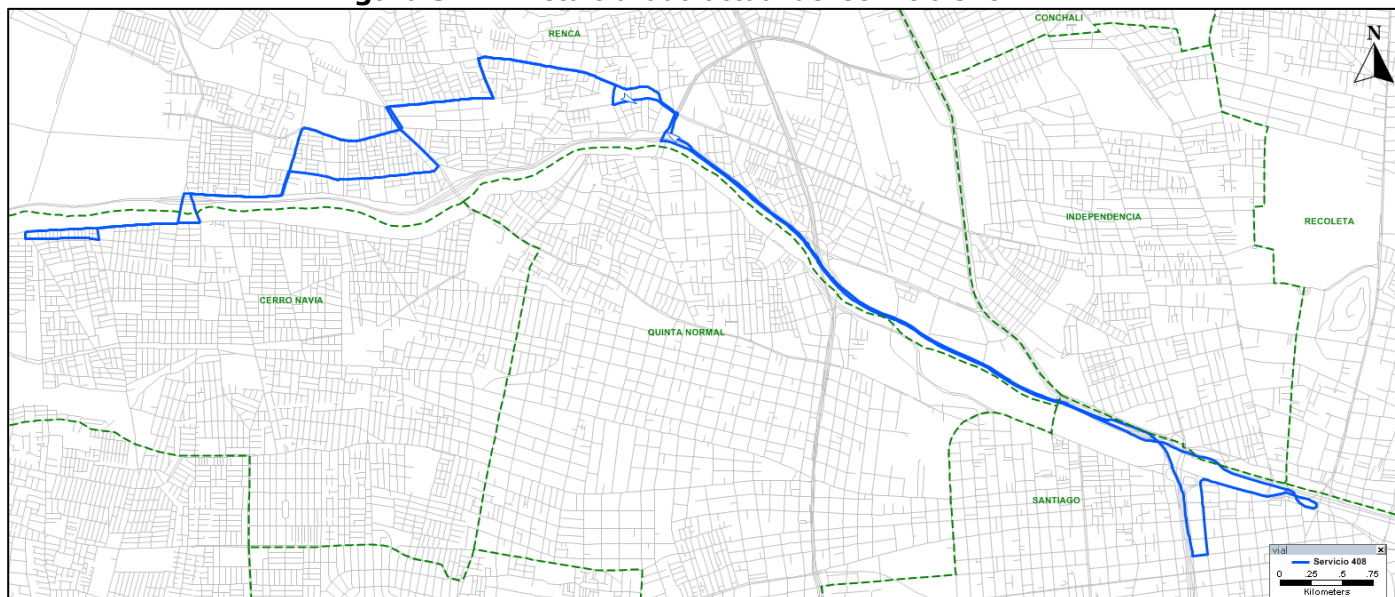 CONCHALI
RENCA
N
INDEPENDENCIA
RECOLETA
CERRO NAVIA
QUINTA NORMAL
SANTIAGO
vial
Servicio 408
0 .25 .5 .75
Kilometers